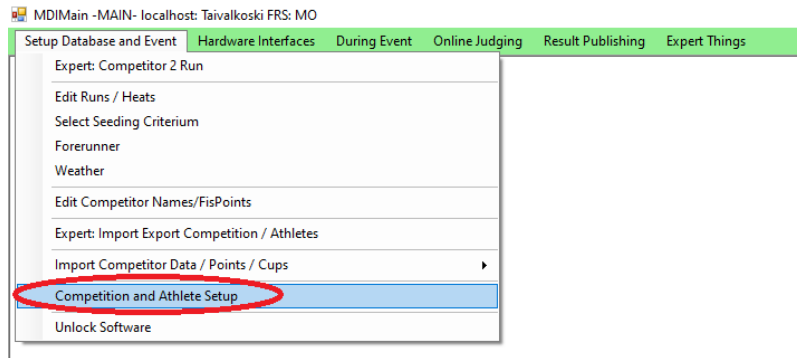 MDIMain -MAIN- localhost: Taivalkoski FRS: MO
Setup Database and Event Hardware Interfaces During Event Online Judging Result Publishing Expert Things
Expert: Competitor 2 Run
Edit Runs / Heats
Select Seeding Criterium
Forerunner
Weather
Edit Competitor Names/FisPoints
Expert: Import Export Competition / Athletes
Import Competitor Data / Points / Cups
Competition and Athlete Setup
Unlock Software